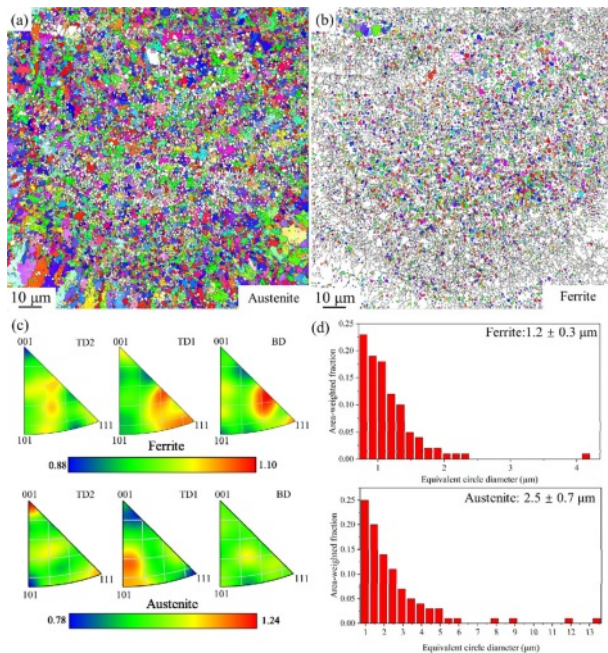 (a)
10 μm
Austenite
(b)
10 μm
Ferrite
(c)
001 TD2
101
001 TD1
101
001 BD
101
111
111
111
Ferrite
0.88
1.10
001 TD2
101
001 TD1
101
001 BD
101
111
111
111
Austenite
0.78
1.24
(d)
Ferrite:1.2 ± 0.3 μm
Area-weighted fraction
0.25
0.20
0.15
0.10
0.05
0.00
1 2 3 4
Equivalent circle diameter (μm)
Austenite: 2.5 ± 0.7 μm
Area-weighted fraction
0.25
0.20
0.15
0.10
0.05
0.00
1 2 3 4 5 6 7 8 9 10 11 12 13
Equivalent circle diameter (μm)